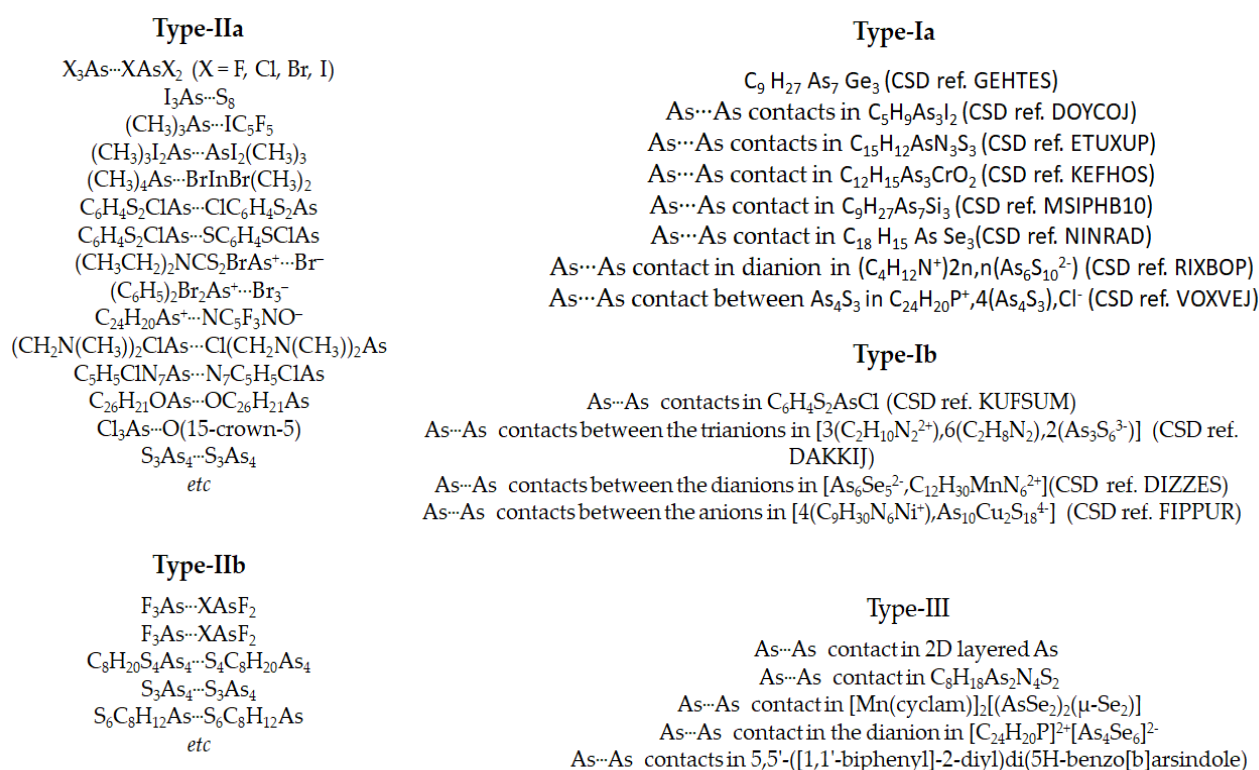 Type-IIa
X₃As···XAsX₂ (X = F, Cl, Br, I)
I₃As···S₈
(CH₃)₃As···IC₅F₅
(CH₃)₃I₂As···AsI₂(CH₃)₃
(CH₃)₄As···BrInBr(CH₃)₂
C₆H₄S₂ClAs···ClC₆H₄S₂As
C₆H₄S₂ClAs···SC₆H₄SClAs
(CH₃CH₂)₂NCS₂BrAs⁺···Br⁻
(C₆H₅)₂Br₂As⁺···Br₃⁻
C₂₄H₂₀As⁺···NC₅F₃NO⁻
(CH₂N(CH₃))₂ClAs···Cl(CH₂N(CH₃))₂As
C₅H₅ClN₇As···N₇C₅H₅ClAs
C₂₆H₂₁OAs···OC₂₆H₂₁As
Cl₃As···O(15-crown-5)
S₃As₄···S₃As₄
etc
Type-IIb
F₃As···XAsF₂
F₃As···XAsF₂
C₈H₂₀S₄As₄···S₄C₈H₂₀As₄
S₃As₄···S₃As₄
S₆C₈H₁₂As···S₆C₈H₁₂As
etc
Type-Ia
C₉ H₂₇ As₇ Ge₃ (CSD ref. GEHTES)
As···As contacts in C₅H₉As₃I₂ (CSD ref. DOYCOJ)
As···As contacts in C₁₅H₁₂AsN₃S₃ (CSD ref. ETUXUP)
As···As contact in C₁₂H₁₅As₃CrO₂ (CSD ref. KEFHOS)
As···As contact in C₉H₂₇As₇Si₃ (CSD ref. MSIPHB10)
As···As contact in C₁₈ H₁₅ As Se₃(CSD ref. NINRAD)
As···As contact in dianion in (C₄H₁₂N⁺)2n,n(As₆S₁₀²⁻) (CSD ref. RIXBOP)
As···As contact between As₄S₃ in C₂₄H₂₀P⁺,4(As₄S₃),Cl⁻ (CSD ref. VOXVEJ)
Type-Ib
As···As contacts in C₆H₄S₂AsCl (CSD ref. KUFSUM)
As···As contacts between the trianions in [3(C₂H₁₀N₂²⁺),6(C₂H₈N₂),2(As₃S₆³⁻)] (CSD ref.
DAKKIJ)
As···As contacts between the dianions in [As₆Se₅²⁻,C₁₂H₃₀MnN₆²⁺](CSD ref. DIZZES)
As···As contacts between the anions in [4(C₉H₃₀N₆Ni⁺),As₁₀Cu₂S₁₈⁴⁻] (CSD ref. FIPPUR)
Type-III
As···As contact in 2D layered As
As···As contact in C₈H₁₈As₂N₄S₂
As···As contact in [Mn(cyclam)]₂[(AsSe₂)₂(μ-Se₂)]
As···As contact in the dianion in [C₂₄H₂₀P]²⁺[As₄Se₆]²⁻
As···As contacts in 5,5'-([1,1'-biphenyl]-2-diyl)di(5H-benzo[b]arsindole)